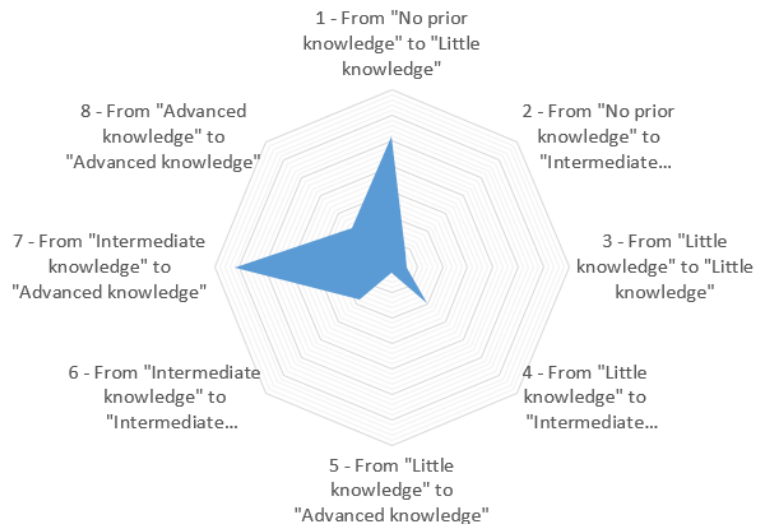 1 - From "No prior
knowledge" to "Little
knowledge"
2 - From "No prior
knowledge" to
"Intermediate…
3 - From "Little
knowledge" to "Little
knowledge"
4 - From "Little
knowledge" to
"Intermediate…
5 - From "Little
knowledge" to
"Advanced knowledge"
6 - From "Intermediate
knowledge" to
"Intermediate…
7 - From "Intermediate
knowledge" to
"Advanced knowledge"
8 - From "Advanced
knowledge" to
"Advanced knowledge"